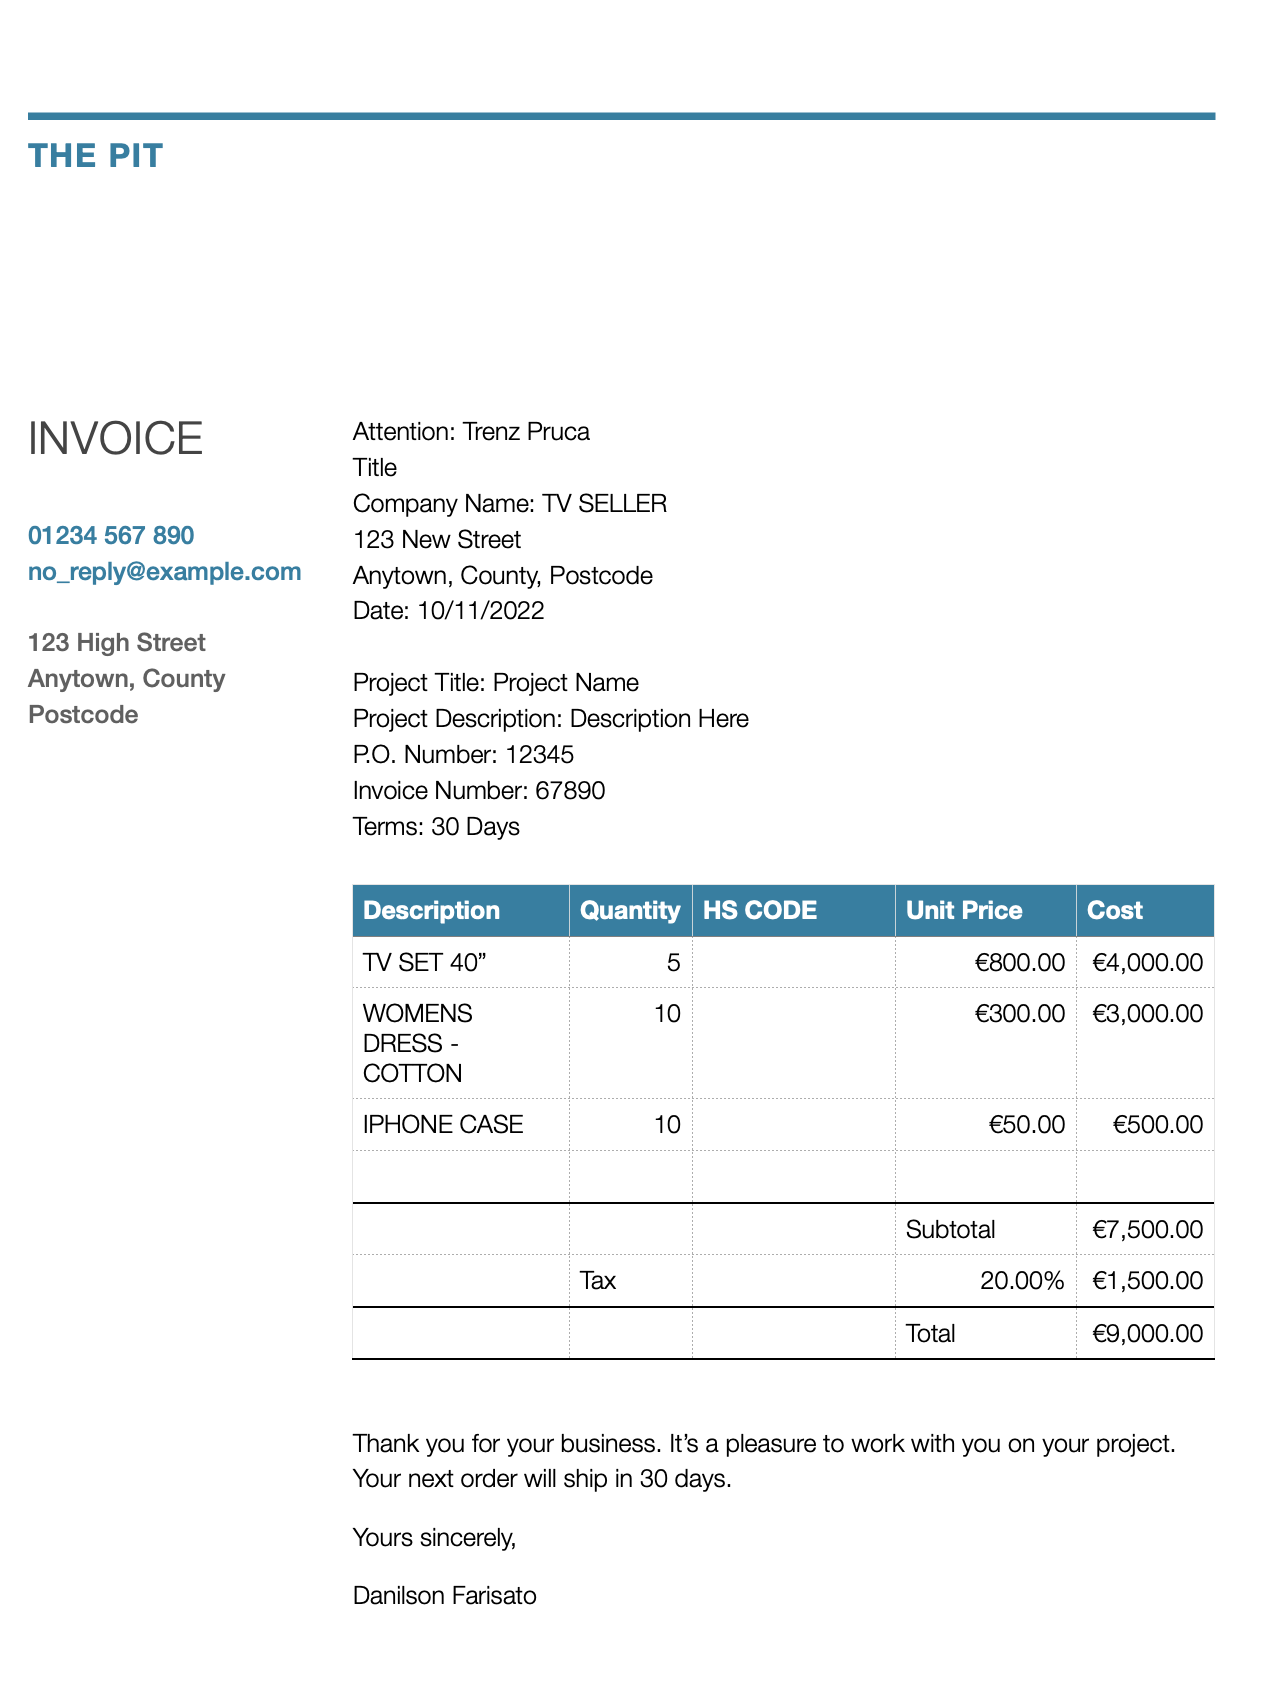 THE PIT
INVOICE
01234 567 890
no_reply@example.com
123 High Street
Anytown, County
Postcode
Attention: Trenz Pruca
Title
Company Name: TV SELLER
123 New Street
Anytown, County, Postcode
Date: 10/11/2022
Project Title: Project Name
Project Description: Description Here
P.O. Number: 12345
Invoice Number: 67890
Terms: 30 Days
Description Quantity HS CODE Unit Price Cost
TV SET 40” 5 €800.00 €4,000.00
WOMENS 10 €300.00 €3,000.00
DRESS -
COTTON
IPHONE CASE 10 €50.00 €500.00
Subtotal €7,500.00
Tax 20.00% €1,500.00
Total €9,000.00
Thank you for your business. It’s a pleasure to work with you on your project.
Your next order will ship in 30 days.
Yours sincerely,
Danilson Farisato